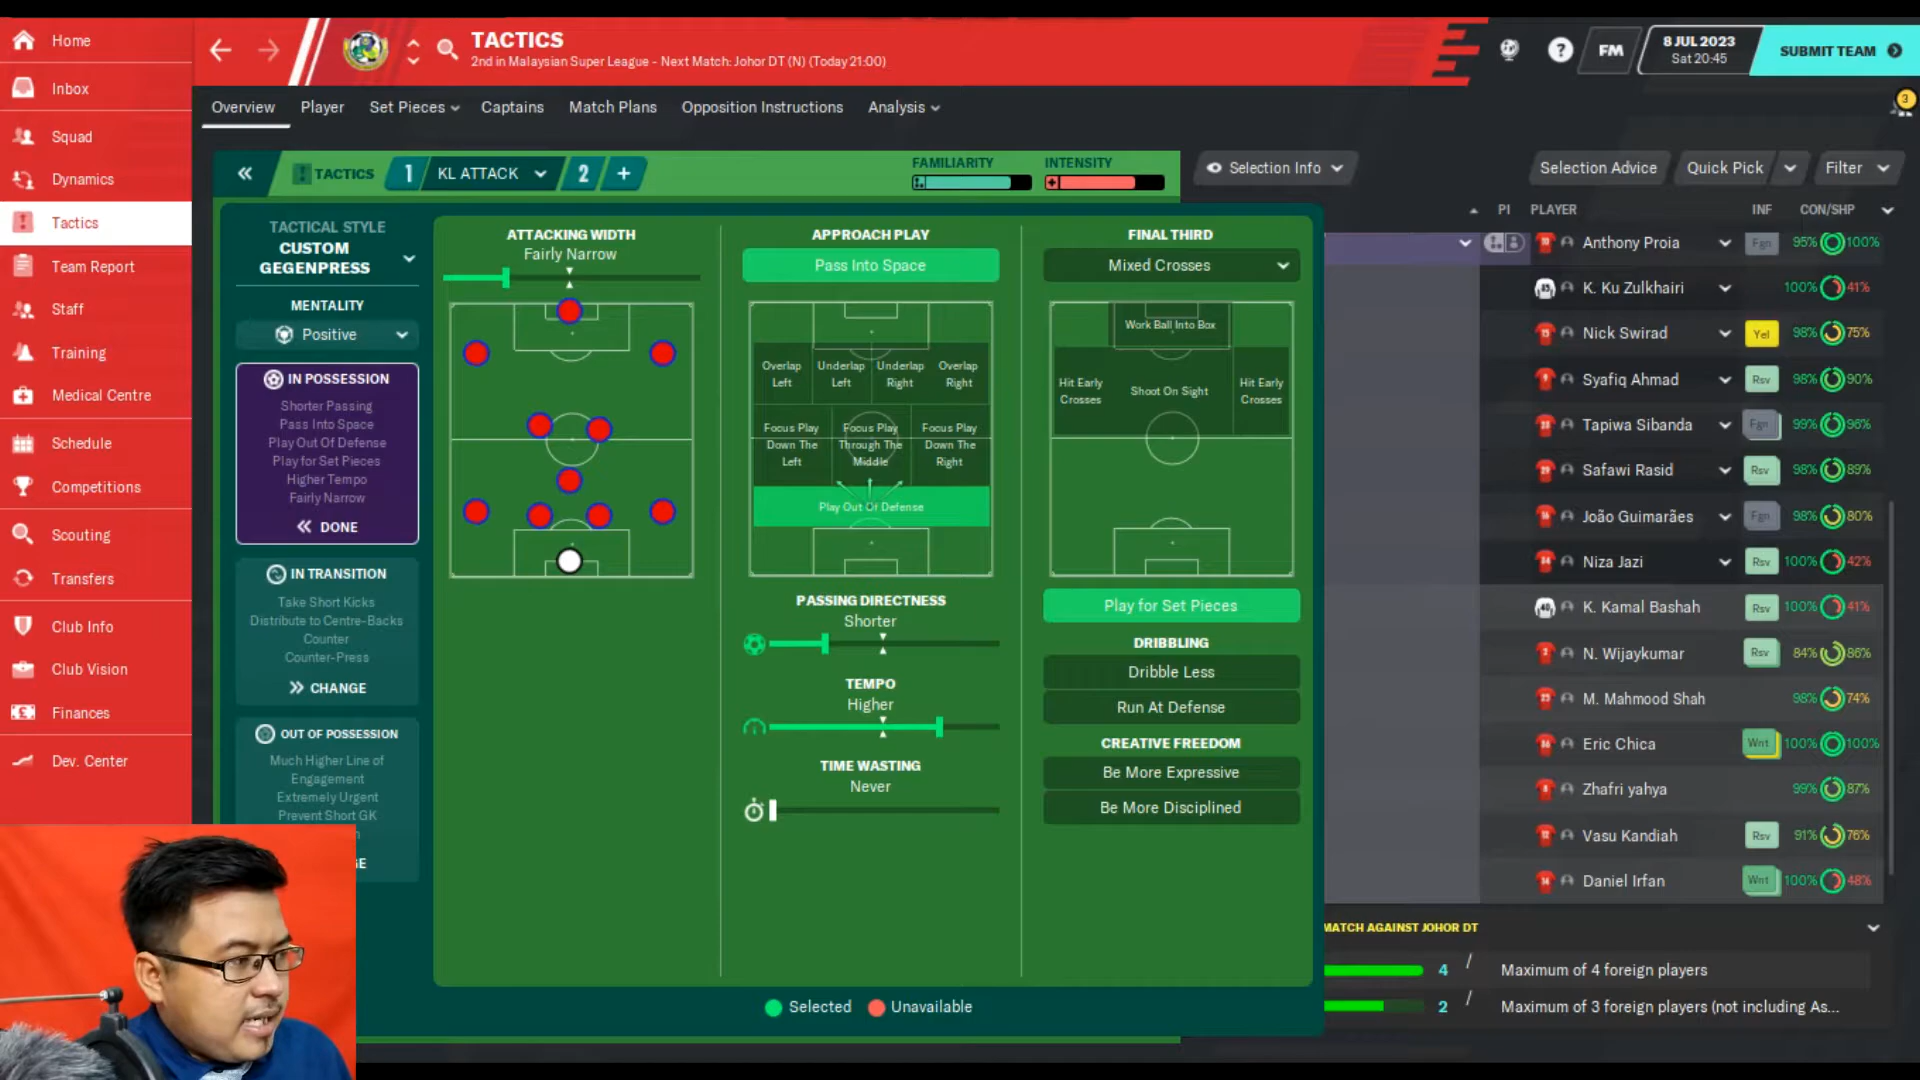 Home
Inbox
Squad
Dynamics
Tactics
Team Report
Staff
Training
Medical Centre
Schedule
Competitions
Scouting
Transfers
Club Info
Club Vision
Finances
Dev. Center
TACTICS
2nd in Malaysian Super League - Next Match: Johor DT (N) (Today 21:00)
?
FM
8 JUL 2023
Sat 20:45
SUBMIT TEAM
3
Overview
Player
Set Pieces
Captains
Match Plans
Opposition Instructions
Analysis
TACTICS
1
KL ATTACK
2
+
FAMILIARITY
INTENSITY
Selection Info
Selection Advice
Quick Pick
Filter
TACTICAL STYLE
CUSTOM
GEGENPRESS
MENTALITY
Positive
IN POSSESSION
Shorter Passing
Pass Into Space
Play Out Of Defense
Play for Set Pieces
Higher Tempo
Fairly Narrow
DONE
IN TRANSITION
Take Short Kicks
Distribute to Centre-Backs
Counter
Counter-Press
CHANGE
OUT OF POSSESSION
Much Higher Line of
Engagement
Extremely Urgent
Prevent Short GK
ATTACKING WIDTH
Fairly Narrow
APPROACH PLAY
Pass Into Space
Overlap
Left
Underlap
Left
Underlap
Right
Overlap
Right
Focus Play
Down The
Left
Focus Play
Through The
Middle
Focus Play
Down The
Right
Play Out Of Defense
PASSING DIRECTNESS
Shorter
TEMPO
Higher
TIME WASTING
Never
FINAL THIRD
Mixed Crosses
Work Ball Into Box
Hit Early
Crosses
Shoot On Sight
Hit Early
Crosses
Play for Set Pieces
DRIBBLING
Dribble Less
Run At Defense
CREATIVE FREEDOM
Be More Expressive
Be More Disciplined
Selected
Unavailable
PI PLAYER INF CON/SHP
Anthony Proia Fgn 95% 100%
K. Ku Zulkhairi 100% 41%
Nick Swirad Yel 98% 75%
Syafiq Ahmad Rsv 98% 90%
Tapiwa Sibanda Fgn 99% 96%
Safawi Rasid Rsv 98% 89%
João Guimarães Fgn 98% 80%
Niza Jazi Rsv 100% 42%
K. Kamal Bashah Rsv 100% 41%
N. Wijaykumar Rsv 84% 86%
M. Mahmood Shah 98% 74%
Eric Chica Wnt 100% 100%
Zhafri yahya 99% 87%
Vasu Kandiah Rsv 91% 76%
Daniel Irfan Wnt 100% 48%
MATCH AGAINST JOHOR DT
4 / Maximum of 4 foreign players
2 / Maximum of 3 foreign players (not including As...